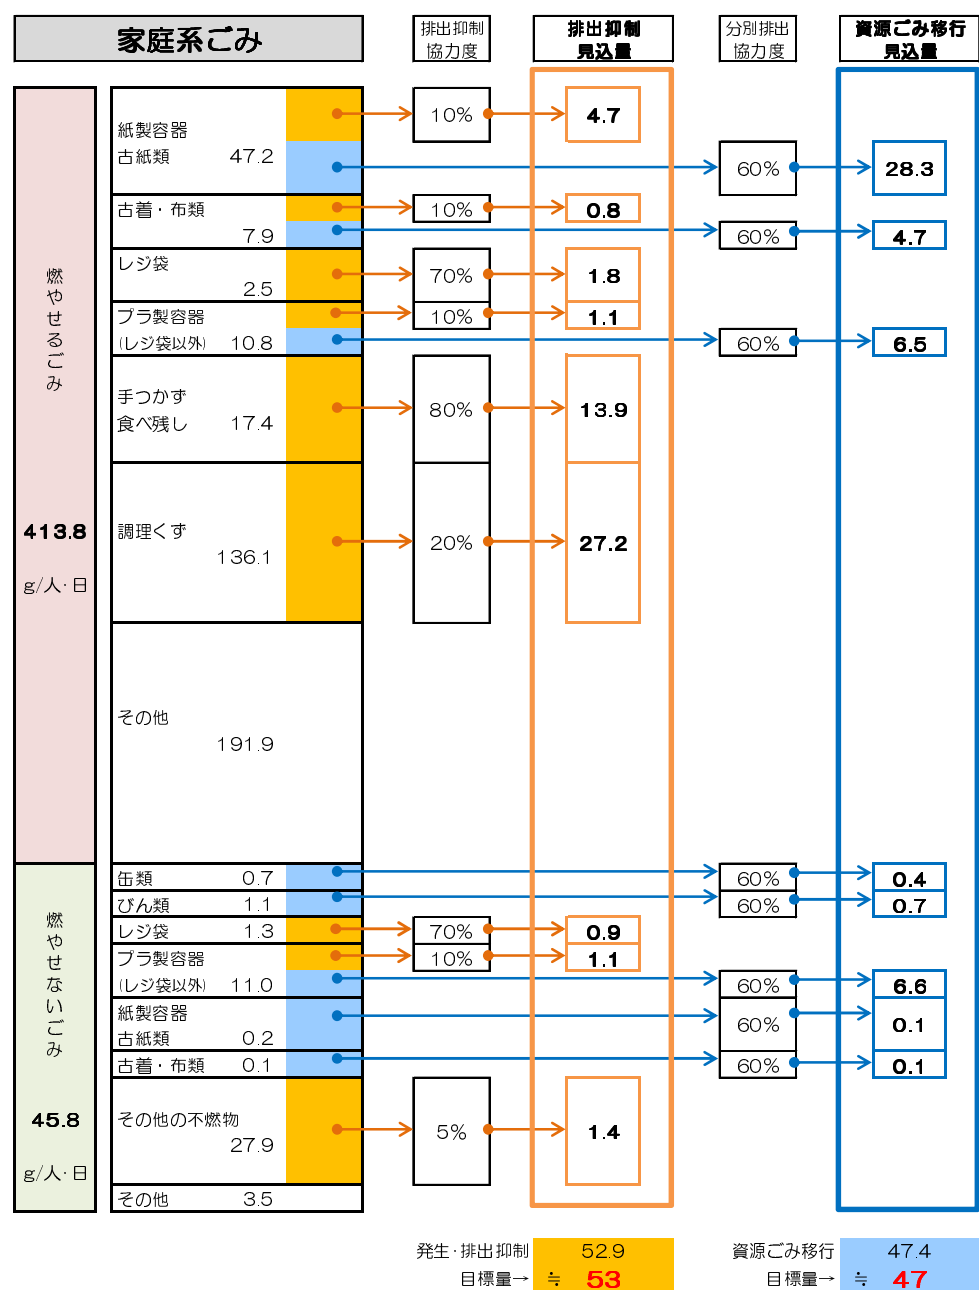 家庭系ごみ
排出抑制
協力度
排出抑制
見込量
分別排出
協力度
資源ごみ移行
見込量
燃やせるごみ
413.8
g/人・日
紙製容器
古紙類 47.2
10%
4.7
60%
28.3
古着・布類
7.9
10%
0.8
60%
4.7
レジ袋
2.5
70%
1.8
プラ製容器
(レジ袋以外) 10.8
10%
1.1
60%
6.5
手つかず
食べ残し 17.4
80%
13.9
調理くず
136.1
20%
27.2
その他
191.9
燃やせないごみ
45.8
g/人・日
缶類 0.7
60%
0.4
びん類 1.1
60%
0.7
レジ袋 1.3
70%
0.9
プラ製容器
(レジ袋以外) 11.0
10%
1.1
60%
6.6
紙製容器
古紙類 0.2
60%
0.1
古着・布類 0.1
60%
0.1
その他の不燃物
27.9
5%
1.4
その他 3.5
発生・排出抑制 52.9
目標量→ ≒ 53
資源ごみ移行 47.4
目標量→ ≒ 47